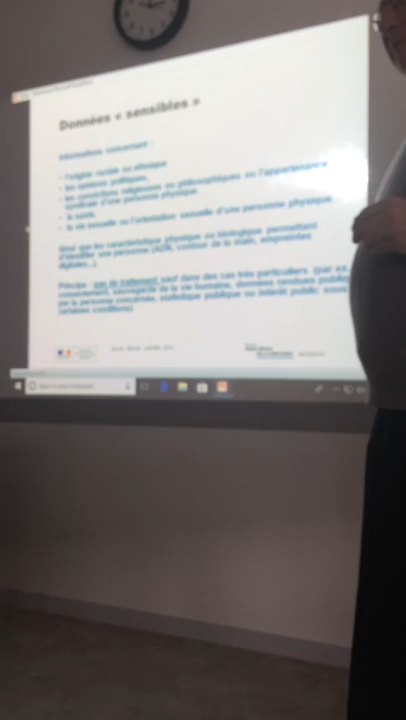 Données « sensibles »
Informations concernant :
- l'origine raciale ou ethnique
- les opinions politiques,
- les convictions religieuses ou philosophiques ou l'appartenance
syndicale d'une personne physique
- la santé,
- la vie sexuelle ou l'orientation sexuelle d'une personne physique
Ainsi que les caractéristique physique ou biologique permettant
d'identifier une personne (ADN, contour de la main, empreintes
digitales...)
Principe : pas de traitement sauf dans des cas très particuliers (par ex.
consentement, sauvegarde de la vie humaine, données rendues
par la personne concernée, statistique publique ou intérêt public sous
certaines conditions)